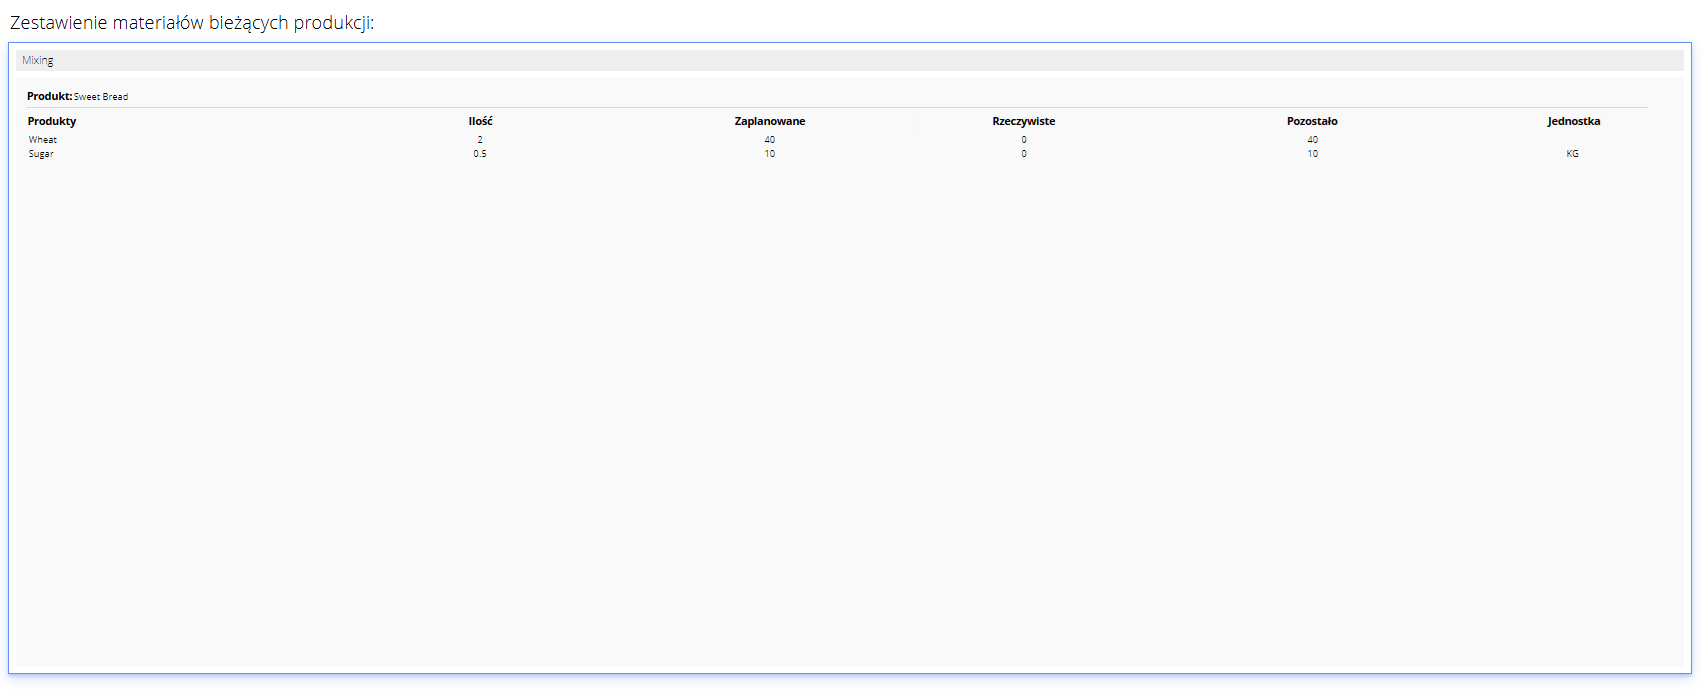 Zestawienie materiałów bieżących produkcji:
Mixing
Produkt: Sweet Bread
Produkty Ilość Zaplanowane Rzeczywiste Pozostało Jednostka
Wheat 2 40 0 40
Sugar 0.5 10 0 10 KG